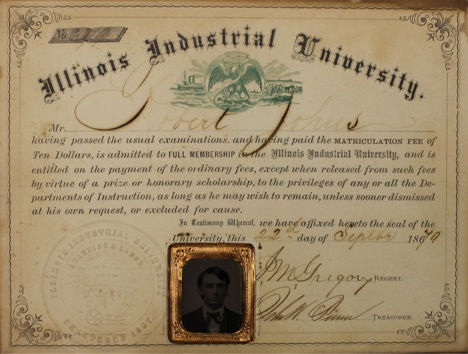 No.
Illinois Industrial University.
Mr. Robert Johns
having passed the usual examinations, and having paid the MATRICULATION FEE of
Ten Dollars, is admitted to FULL MEMBERSHIP in the Illinois Industrial University, and is
entitled on the payment of the ordinary fees, except when released from such fees
by virtue of a prize or honorary scholarship, to the privileges of any or all the De-
partments of Instruction, as long as he may wish to remain, unless sooner dismissed
at his own request, or excluded for cause.
In Testimony Whereof, we have affixed hereto the seal of the
University, this 22 day of Septbr 1870
J M Gregory REGENT.
TREASURER.